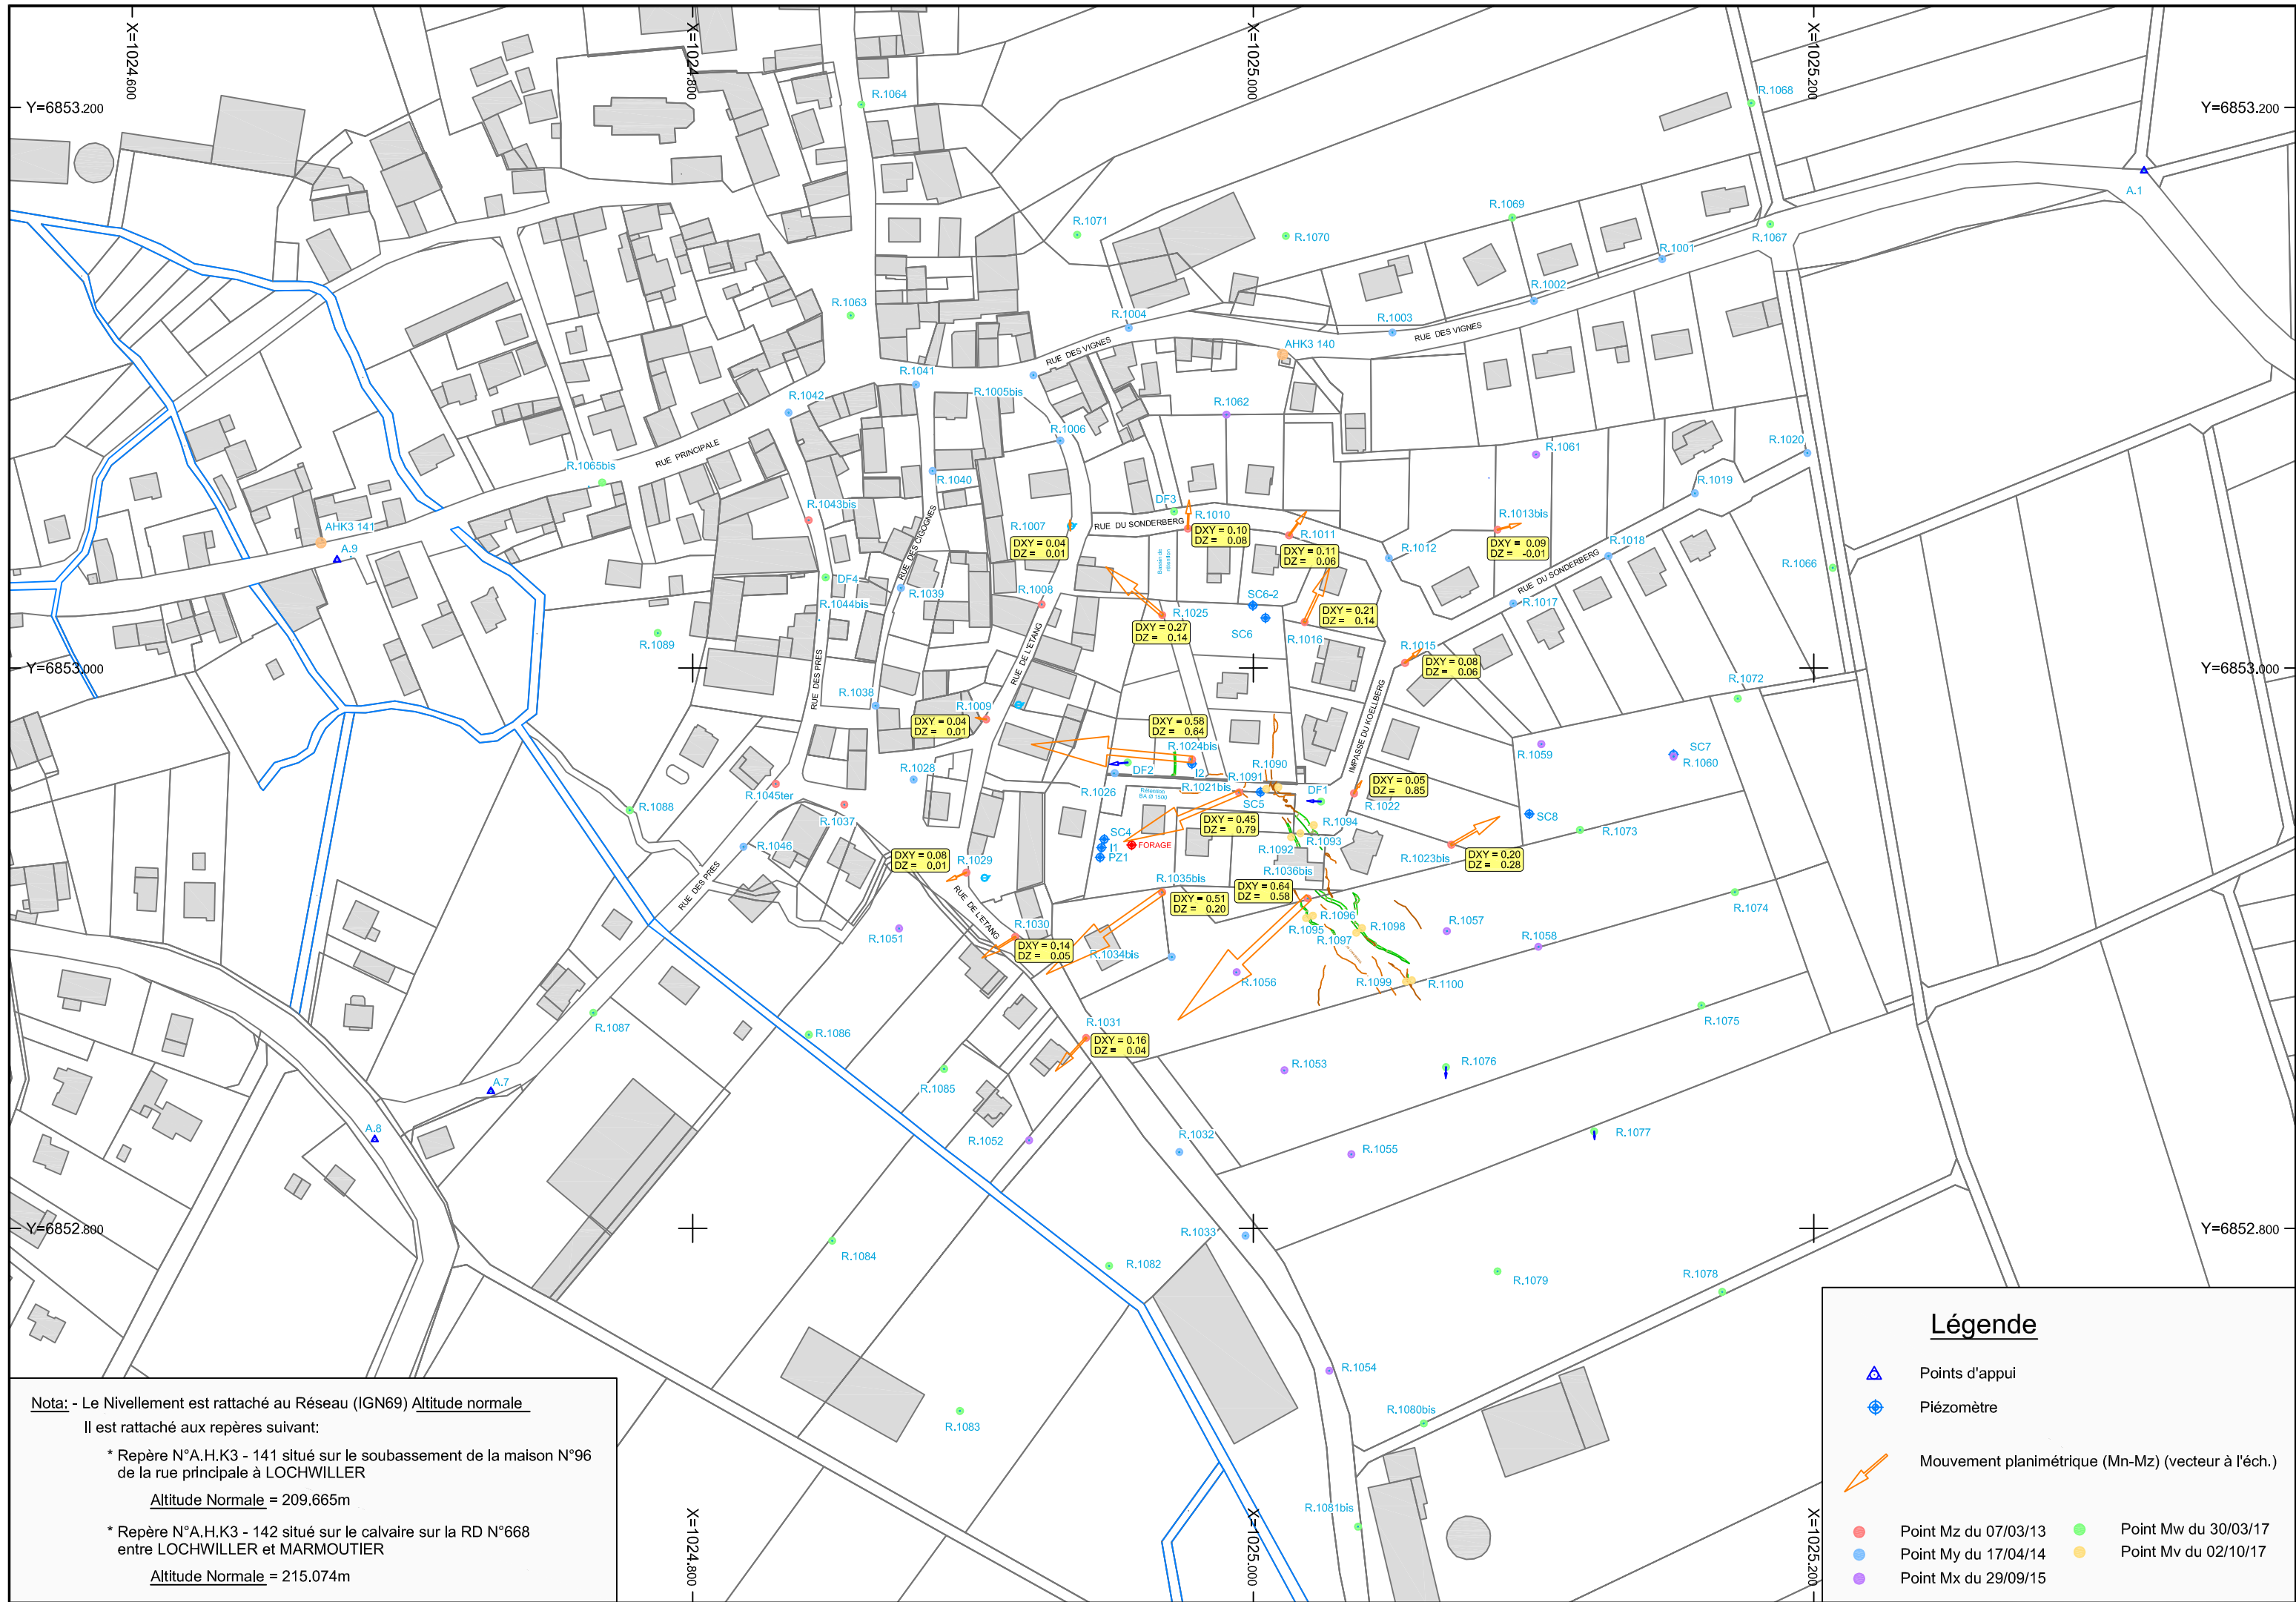 X=1024.600
X=1024.800
X=1025.000
X=1025.200
Y=6853.200
Y=6853.200
R.1064
R.1068
A.1
R.1071
R.1070
R.1069
R.1067
R.1001
R.1002
R.1063
R.1004
R.1003
RUE DES VIGNES
RUE DES VIGNES
AHK3 140
R.1041
R.1005bis
R.1042
R.1062
R.1006
R.1061
R.1020
RUE PRINCIPALE
R.1065bis
R.1040
R.1019
R.1043bis
DF3
AHK3 141
A.9
R.1007
RUE DU SONDERBERG
R.1010
R.1013bis
DXY = 0.04
DZ = 0,01
DXY = 0.10
DZ = 0.08
R.1011
DXY = 0.11
DZ = 0.06
R.1012
DXY = 0.09
DZ = -0,01
R.1018
RUE DES CIGOGNES
Bassin de
rétention
RUE DU SONDERBERG
R.1066
DF4
R.1039
R.1044bis
R.1008
R.1025
SC6-2
SC6
R.1017
DXY = 0.27
DZ = 0.14
DXY = 0.21
DZ = 0.14
R.1016
R.1089
RUE DE L'ETANG
R.1015
Y=6853.000
Y=6853.000
DXY = 0.08
DZ = 0.06
RUE DES PRES
R.1038
R.1009
DXY = 0.04
DZ = 0.01
DXY = 0.58
DZ = 0.64
IMPASSE DU KOELLBERG
R.1072
R.1024bis
R.1059
SC7
R.1060
R.1028
DF2
I2
R.1090
R.1091
R.1026
R.1021bis
DF1
DXY = 0.05
DZ = 0.85
R.1045ter
Rétention
BA Ø 1500
SC5
R.1022
R.1088
R.1037
DXY = 0.45
DZ = 0.79
R.1094
SC8
R.1073
SC4
I1
PZ1
FORAGE
R.1093
R.1092
R.1046
DXY = 0.08
DZ = 0.01
R.1029
R.1023bis
DXY = 0.20
DZ = 0.28
R.1036bis
R.1035bis
RUE DES PRES
DXY = 0.51
DZ = 0.20
DXY = 0.64
DZ = 0.58
R.1074
RUE DE L'ETANG
R.1051
R.1030
R.1096
R.1095
R.1098
R.1097
R.1057
R.1058
DXY = 0.14
DZ = 0.05
R.1034bis
R.1056
R.1099
R.1100
R.1087
R.1075
R.1086
R.1031
DXY = 0.16
DZ = 0.04
R.1085
R.1053
R.1076
A.7
A.8
R.1052
R.1032
R.1055
R.1077
Y=6852.800
Y=6852.800
R.1033
R.1084
R.1082
R.1079
R.1078
R.1054
R.1083
R.1080bis
R.1081bis
X=1024.800
X=1025.000
X=1025.200
Nota: - Le Nivellement est rattaché au Réseau (IGN69) Altitude normale
Il est rattaché aux repères suivant:
* Repère N°A.H.K3 - 141 situé sur le soubassement de la maison N°96
de la rue principale à LOCHWILLER
Altitude Normale = 209.665m
* Repère N°A.H.K3 - 142 situé sur le calvaire sur la RD N°668
entre LOCHWILLER et MARMOUTIER
Altitude Normale = 215.074m
Légende
Points d'appui
Piézomètre
Mouvement planimétrique (Mn-Mz) (vecteur à l'éch.)
Point Mz du 07/03/13
Point Mw du 30/03/17
Point My du 17/04/14
Point Mv du 02/10/17
Point Mx du 29/09/15